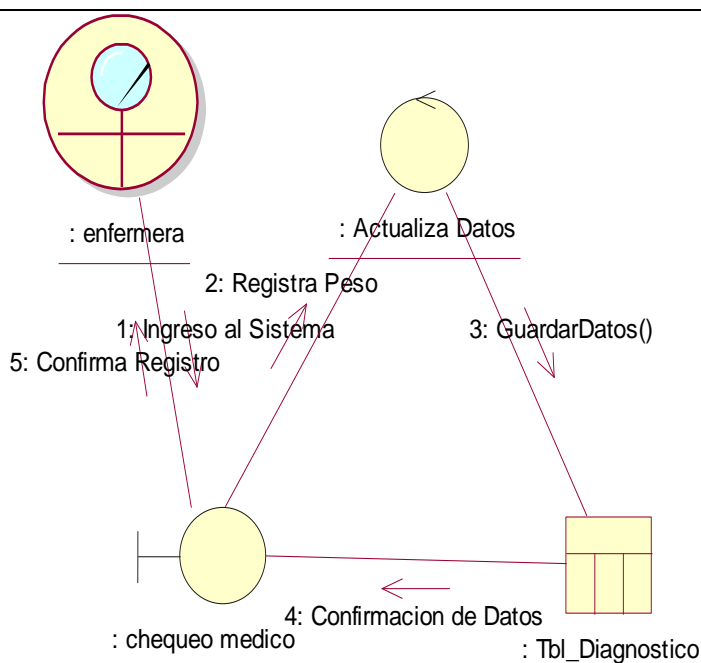 : enfermera
: Actualiza Datos
2: Registra Peso
1: Ingreso al Sistema
3: GuardarDatos()
5: Confirma Registro
4: Confirmacion de Datos
: chequeo medico
: Tbl_Diagnostico